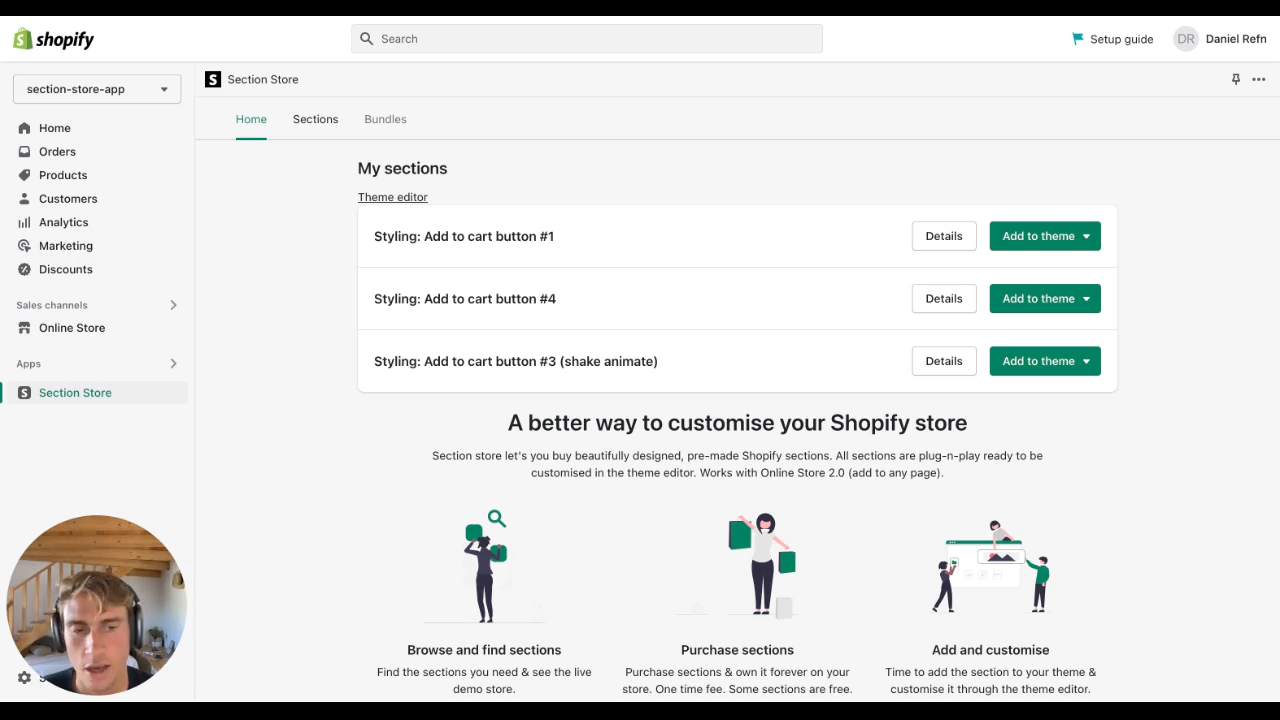 shopify
Search
Setup guide
DR
Daniel Refn
section-store-app
S
Section Store
Home
Orders
Products
Customers
Analytics
Marketing
Discounts
Sales channels
Online Store
Apps
S
Section Store
Home
Sections
Bundles
My sections
Theme editor
Styling: Add to cart button #1
Details
Add to theme
Styling: Add to cart button #4
Details
Add to theme
Styling: Add to cart button #3 (shake animate)
Details
Add to theme
A better way to customise your Shopify store
Section store let's you buy beautifully designed, pre-made Shopify sections. All sections are plug-n-play ready to be
customised in the theme editor. Works with Online Store 2.0 (add to any page).
Browse and find sections
Find the sections you need & see the live
demo store.
Purchase sections
Purchase sections & own it forever on your
store. One time fee. Some sections are free.
Add and customise
Time to add the section to your theme &
customise it through the theme editor.